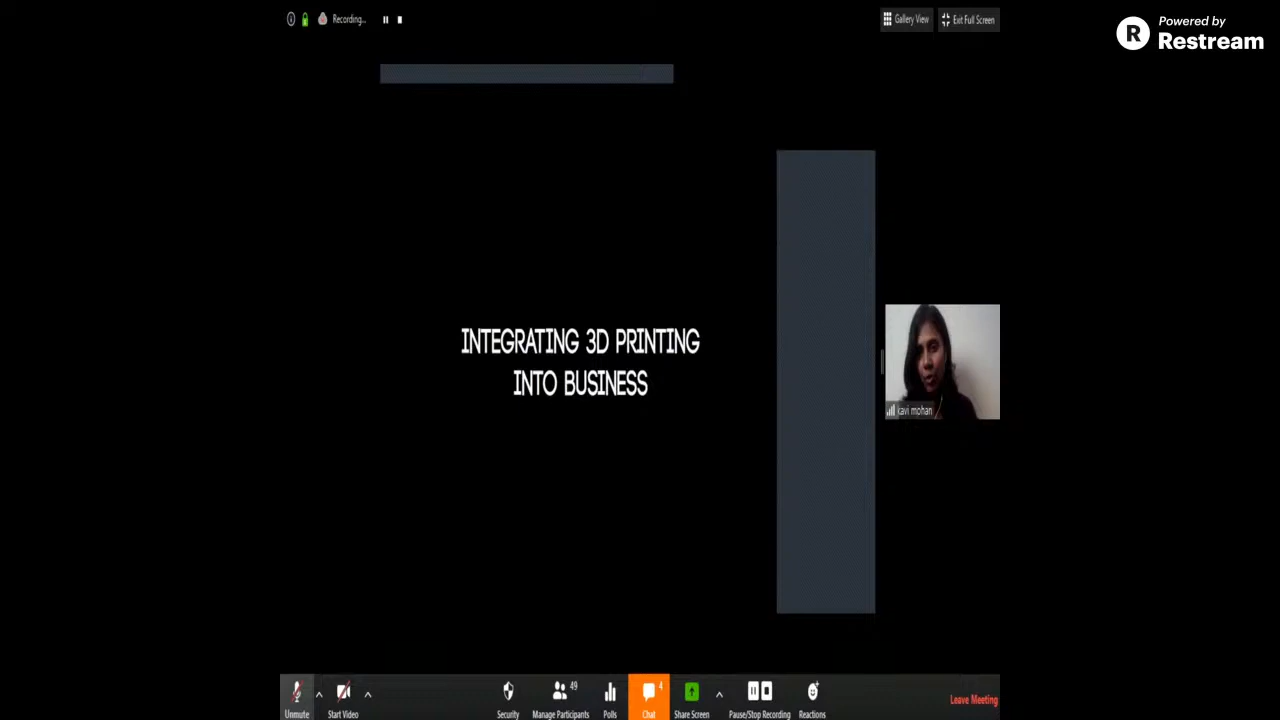 Recording...
Gallery View
Exit Full Screen
Powered by
R Restream
INTEGRATING 3D PRINTING
INTO BUSINESS
kavi mohan
49
4
Unmute
Start Video
Security
Manage Participants
Polls
Chat
Share Screen
Pause/Stop Recording
Reactions
Leave Meeting